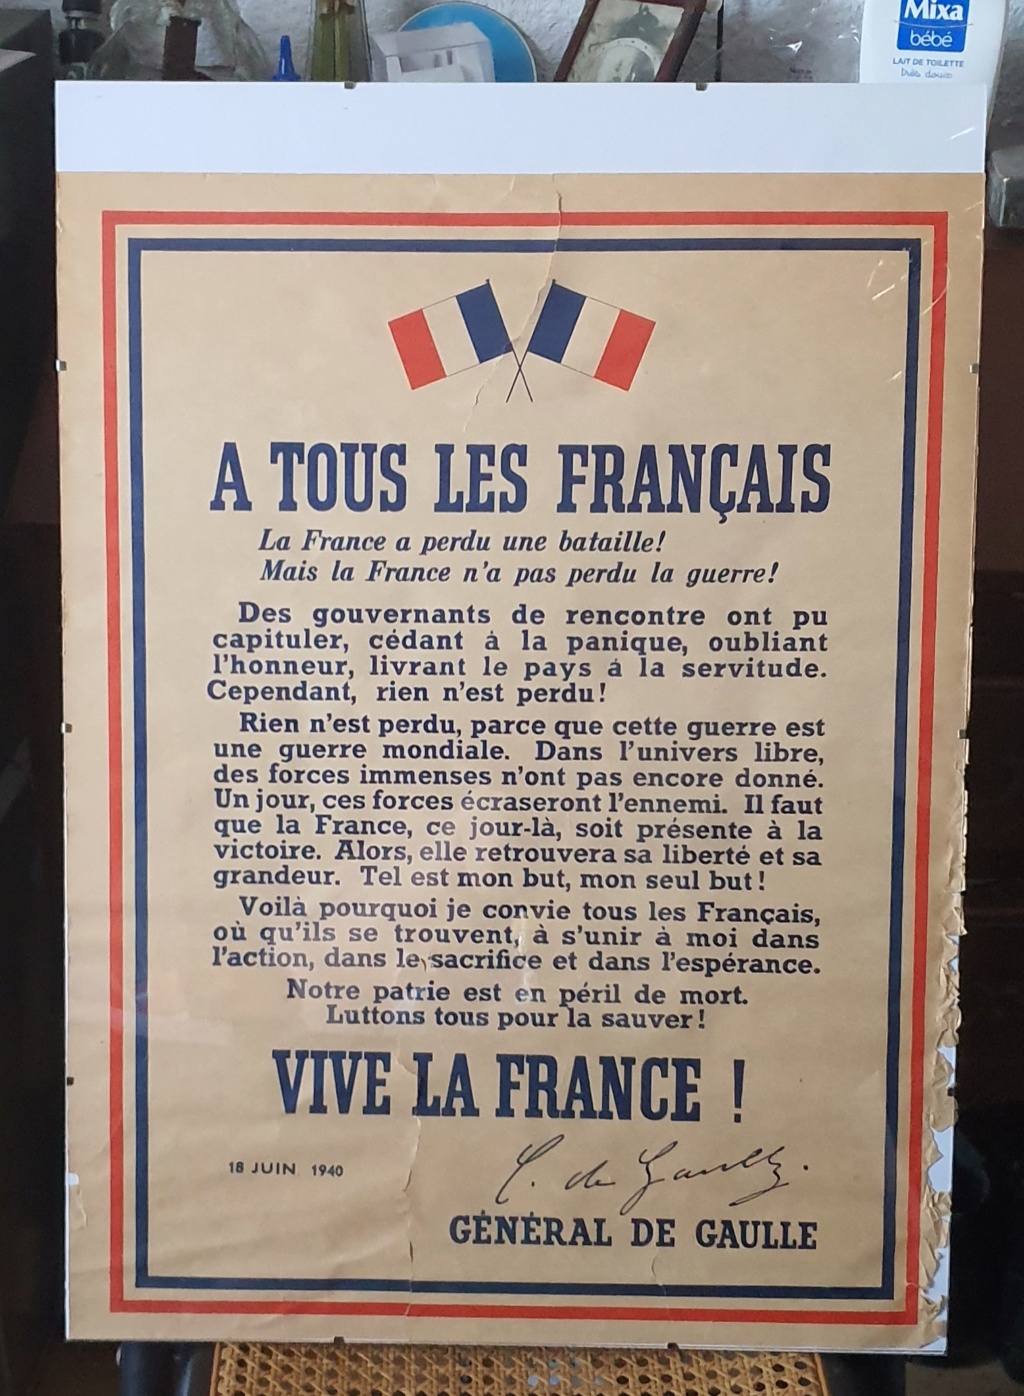 Mixa
bébé
LAIT DE TOILETTE
Très doux
A TOUS LES FRANÇAIS
La France a perdu une bataille!
Mais la France n'a pas perdu la guerre!
Des gouvernants de rencontre ont pu
capituler, cédant à la panique, oubliant
l'honneur, livrant le pays à la servitude.
Cependant, rien n'est perdu!
Rien n'est perdu, parce que cette guerre est
une guerre mondiale. Dans l'univers libre,
des forces immenses n'ont pas encore donné.
Un jour, ces forces écraseront l'ennemi. Il faut
que la France, ce jour-là, soit présente à la
victoire. Alors, elle retrouvera sa liberté et sa
grandeur. Tel est mon but, mon seul but!
Voilà pourquoi je convie tous les Français,
où qu'ils se trouvent, à s'unir à moi dans
l'action, dans le sacrifice et dans l'espérance.
Notre patrie est en péril de mort.
Luttons tous pour la sauver!
VIVE LA FRANCE !
18 JUIN 1940
C. de Gaulle.
GÉNÉRAL DE GAULLE